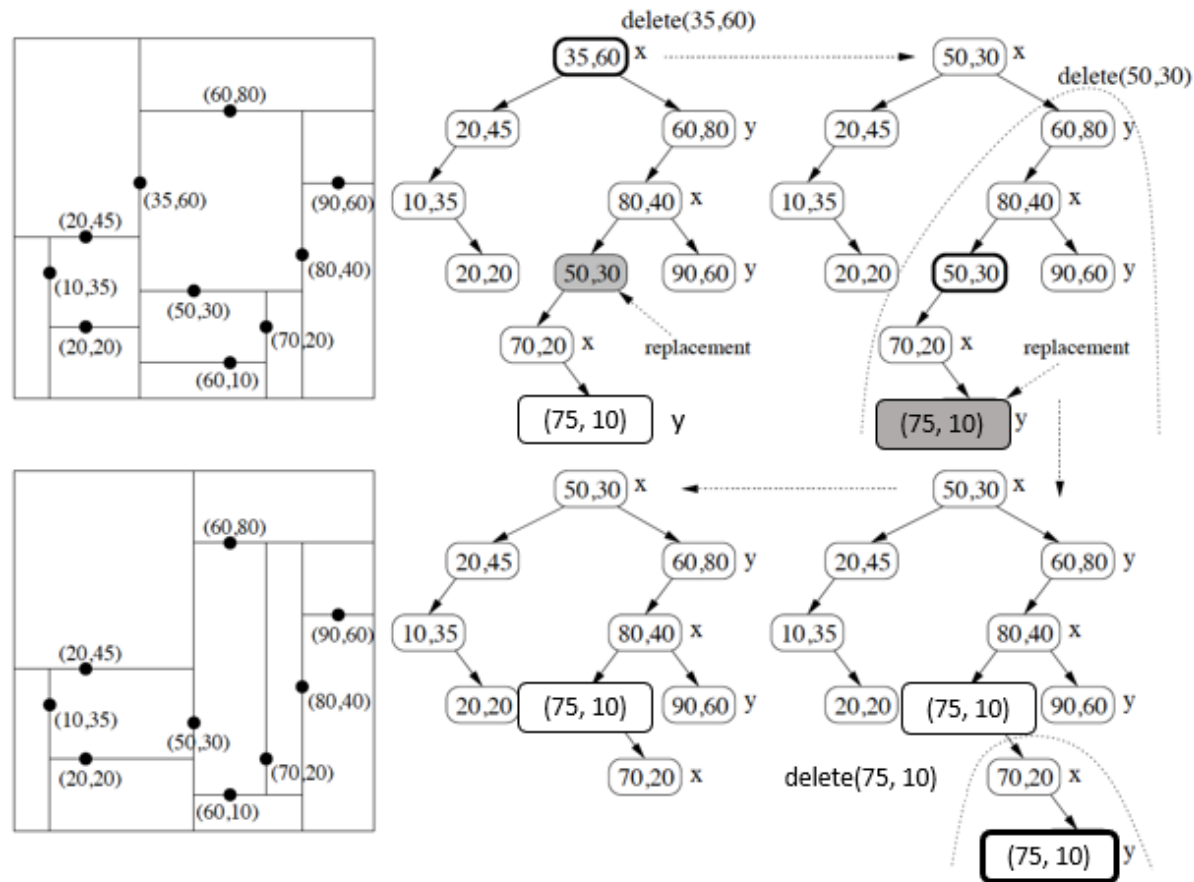 delete(35,60)
(60,80)
(35,60)
(90,60)
(20,45)
(10,35)
(80,40)
(50,30)
(20,20)
(70,20)
(60,10)
35,60 x
20,45
60,80 y
10,35
80,40 x
20,20
50,30
90,60 y
70,20 x
replacement
(75, 10) y
50,30 x
delete(50,30)
20,45
60,80 y
10,35
80,40 x
20,20
50,30
90,60 y
70,20 x
replacement
(75, 10) y
(60,80)
(90,60)
(20,45)
(10,35)
(80,40)
(50,30)
(20,20)
(70,20)
(60,10)
50,30 x
20,45
60,80 y
10,35
80,40 x
20,20
(75, 10)
90,60 y
70,20 x
50,30 x
20,45
60,80 y
10,35
80,40 x
20,20
(75, 10)
90,60 y
delete(75, 10)
70,20 x
(75, 10) y